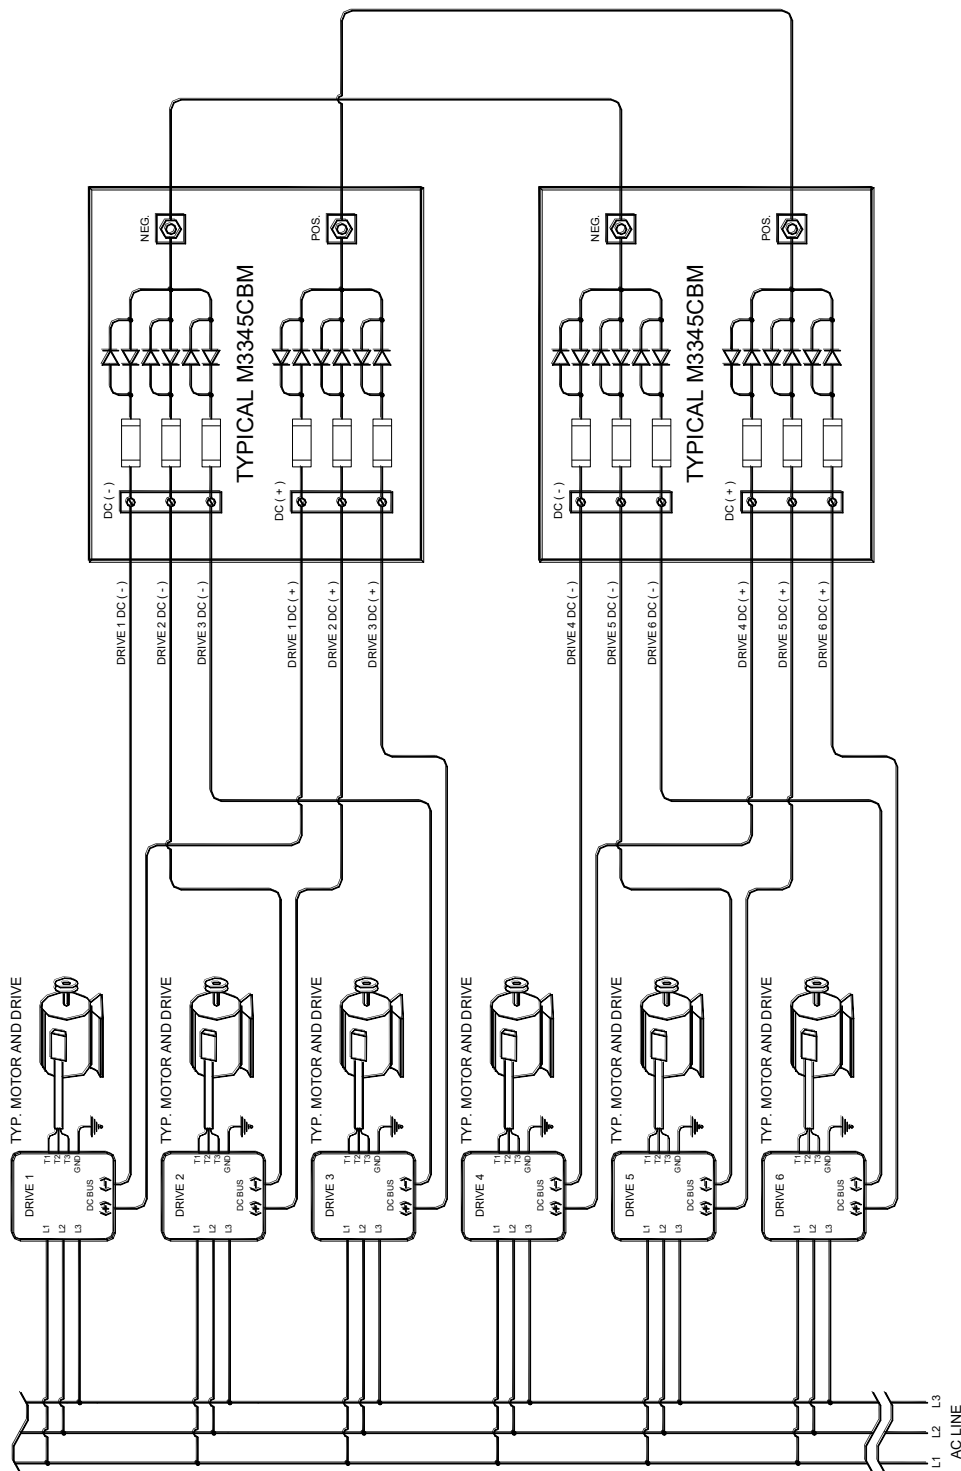 NEG.
POS.
TYPICAL M3345CBM
DC ( - )
DC ( + )
NEG.
POS.
TYPICAL M3345CBM
DC ( - )
DC ( + )
DRIVE 1 DC ( - )
DRIVE 2 DC ( - )
DRIVE 3 DC ( - )
DRIVE 1 DC ( + )
DRIVE 2 DC ( + )
DRIVE 3 DC ( + )
DRIVE 4 DC ( - )
DRIVE 5 DC ( - )
DRIVE 6 DC ( - )
DRIVE 4 DC ( + )
DRIVE 5 DC ( + )
DRIVE 6 DC ( + )
TYP. MOTOR AND DRIVE
DRIVE 1
T1
T2
T3
GND
DC BUS
(+) (-)
L1
L2
L3
TYP. MOTOR AND DRIVE
DRIVE 2
T1
T2
T3
GND
DC BUS
(+) (-)
L1
L2
L3
TYP. MOTOR AND DRIVE
DRIVE 3
T1
T2
T3
GND
DC BUS
(+) (-)
L1
L2
L3
TYP. MOTOR AND DRIVE
DRIVE 4
T1
T2
T3
GND
DC BUS
(+) (-)
L1
L2
L3
TYP. MOTOR AND DRIVE
DRIVE 5
T1
T2
T3
GND
DC BUS
(+) (-)
L1
L2
L3
TYP. MOTOR AND DRIVE
DRIVE 6
T1
T2
T3
GND
DC BUS
(+) (-)
L1
L2
L3
L1
L2
L3
AC LINE